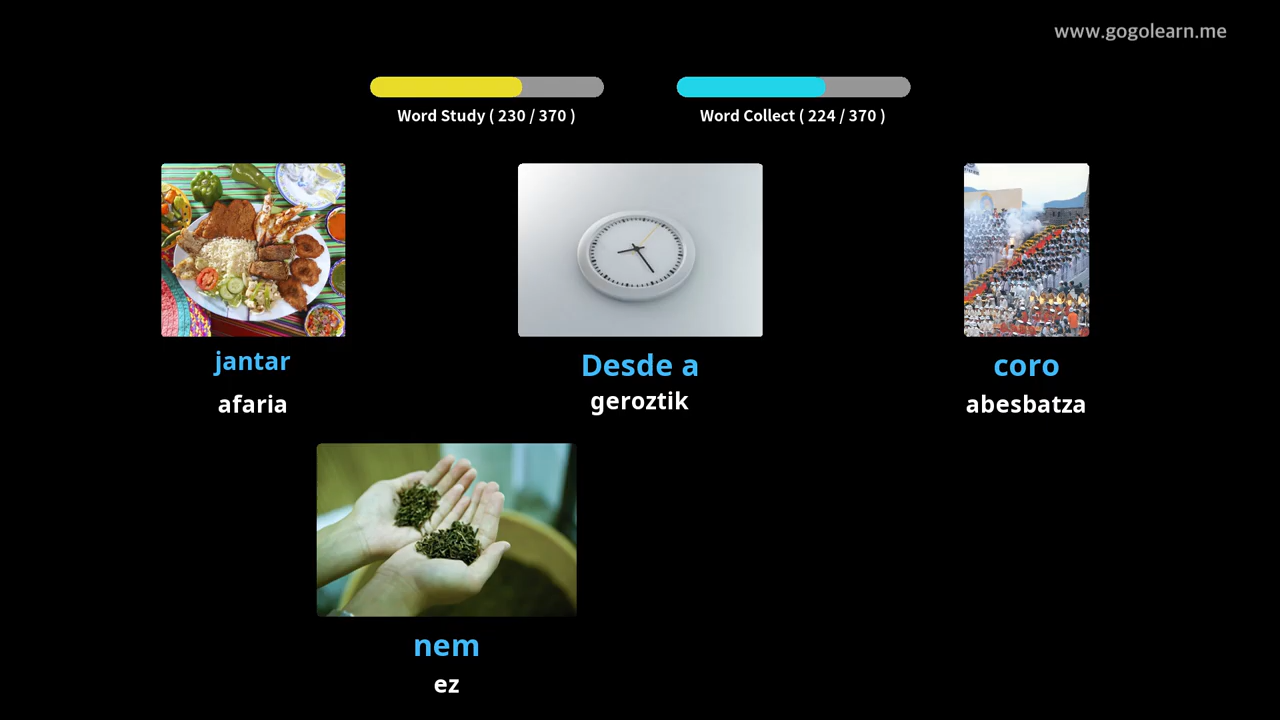 www.gogolearn.me
Word Study ( 230 / 370 )
Word Collect ( 224 / 370 )
jantar
afaria
Desde a
geroztik
coro
abesbatza
nem
ez